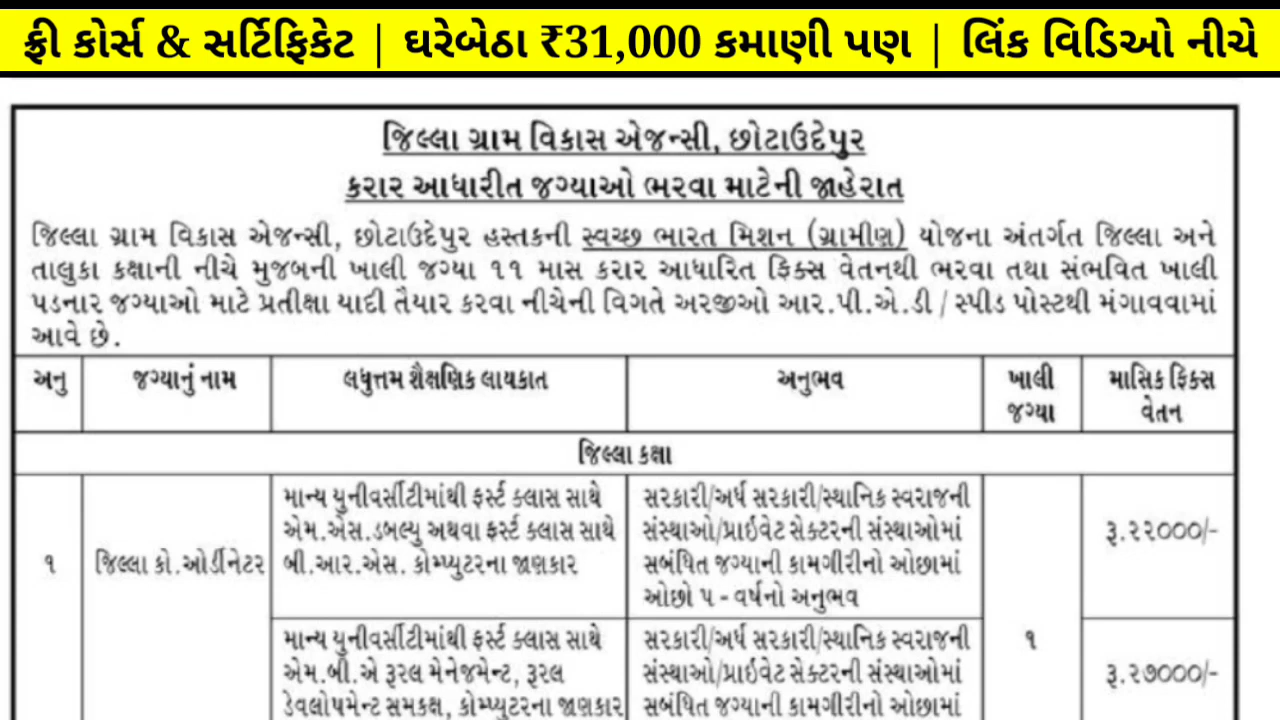 ફ્રી કોર્સ & સર્ટિફિકેટ | ઘરેબેઠા ₹31,000 કમાણી પણ | લિંક વિડિઓ નીચે
જિલ્લા ગ્રામ વિકાસ એજન્સી, છોટાઉદેપુર
કરાર આધારીત જગ્યાઓ ભરવા માટેની જાહેરાત
જિલ્લા ગ્રામ વિકાસ એજન્સી, છોટાઉદેપુર હસ્તકની સ્વચ્છ ભારત મિશન (ગ્રામીણ) યોજના અંતર્ગત જિલ્લા અને
તાલુકા કક્ષાની નીચે મુજબની ખાલી જગ્યા ૧૧ માસ કરાર આધારિત ફિક્સ વેતનથી ભરવા તથા સંભવિત ખાલી
પડનાર જગ્યાઓ માટે પ્રતીક્ષા યાદી તૈયાર કરવા નીચેની વિગતે અરજીઓ આર.પી.એ.ડી / સ્પીડ પોસ્ટથી મંગાવવામાં
આવે છે.
અનુ
જગ્યાનું નામ
લધુત્તમ શૈક્ષણિક લાયકાત
અનુભવ
ખાલી
જગ્યા
માસિક ફિક્સ
વેતન
જિલ્લા કક્ષા
૧
જિલ્લા કો.ઓર્ડીનેટર
માન્ય યુનીવર્સીટીમાંથી ફર્સ્ટ ક્લાસ સાથે
એમ.એસ.ડબલ્યુ અથવા ફર્સ્ટ ક્લાસ સાથે
બી.આર.એસ. કોમ્પ્યુટરના જાણકાર
સરકારી/અર્ધ સરકારી/સ્થાનિક સ્વરાજની
સંસ્થાઓ/પ્રાઇવેટ સેક્ટરની સંસ્થાઓમાં
સબંધિત જગ્યાની કામગીરીનો ઓછામાં
ઓછો ૫ - વર્ષનો અનુભવ
રૂ.૨૨૦૦૦/-
માન્ય યુનીવર્સીટીમાંથી ફર્સ્ટ ક્લાસ સાથે
એમ.બી.એ રૂરલ મેનેજમેન્ટ, રૂરલ
ડેવલોપમેન્ટ સમકક્ષ, કોમ્પ્યુટરના જાણકાર
સરકારી/અર્ધ સરકારી/સ્થાનિક સ્વરાજની
સંસ્થાઓ/પ્રાઇવેટ સેક્ટરની સંસ્થાઓમાં
સબંધિત જગ્યાની કામગીરીનો ઓછામાં
૧
રૂ.૨૭૦૦૦/-